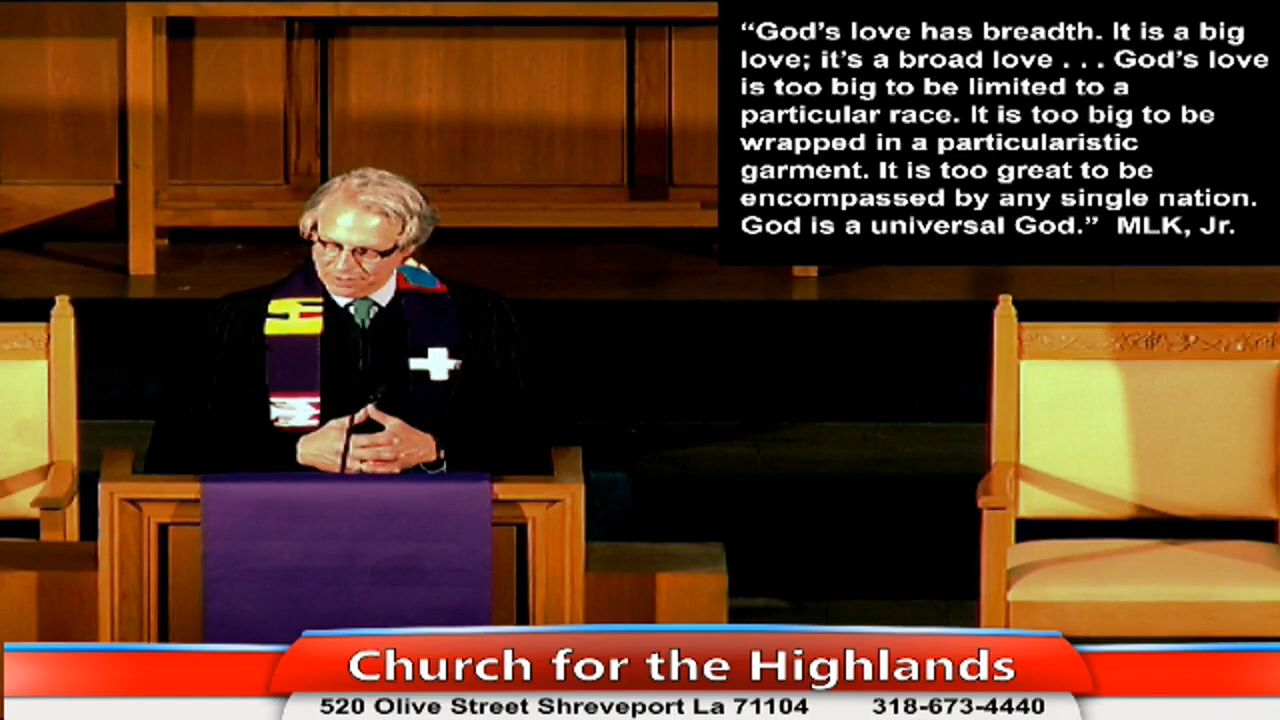 “God’s love has breadth. It is a big
love; it’s a broad love . . . God’s love
is too big to be limited to a
particular race. It is too big to be
wrapped in a particularistic
garment. It is too great to be
encompassed by any single nation.
God is a universal God.” MLK, Jr.
Church for the Highlands
520 Olive Street Shreveport La 71104 318-673-4440